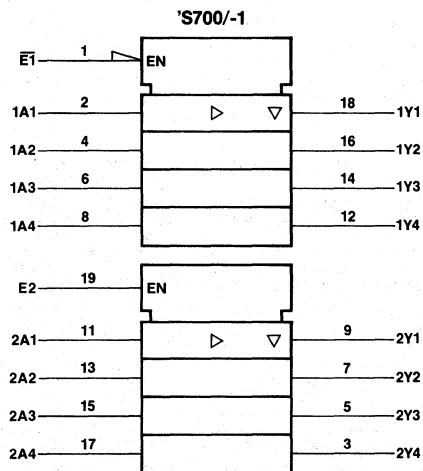 'S700/-1
E1 1 EN
1A1 2 18 1Y1
1A2 4 16 1Y2
1A3 6 14 1Y3
1A4 8 12 1Y4
E2 19 EN
2A1 11 9 2Y1
2A2 13 7 2Y2
2A3 15 5 2Y3
2A4 17 3 2Y4